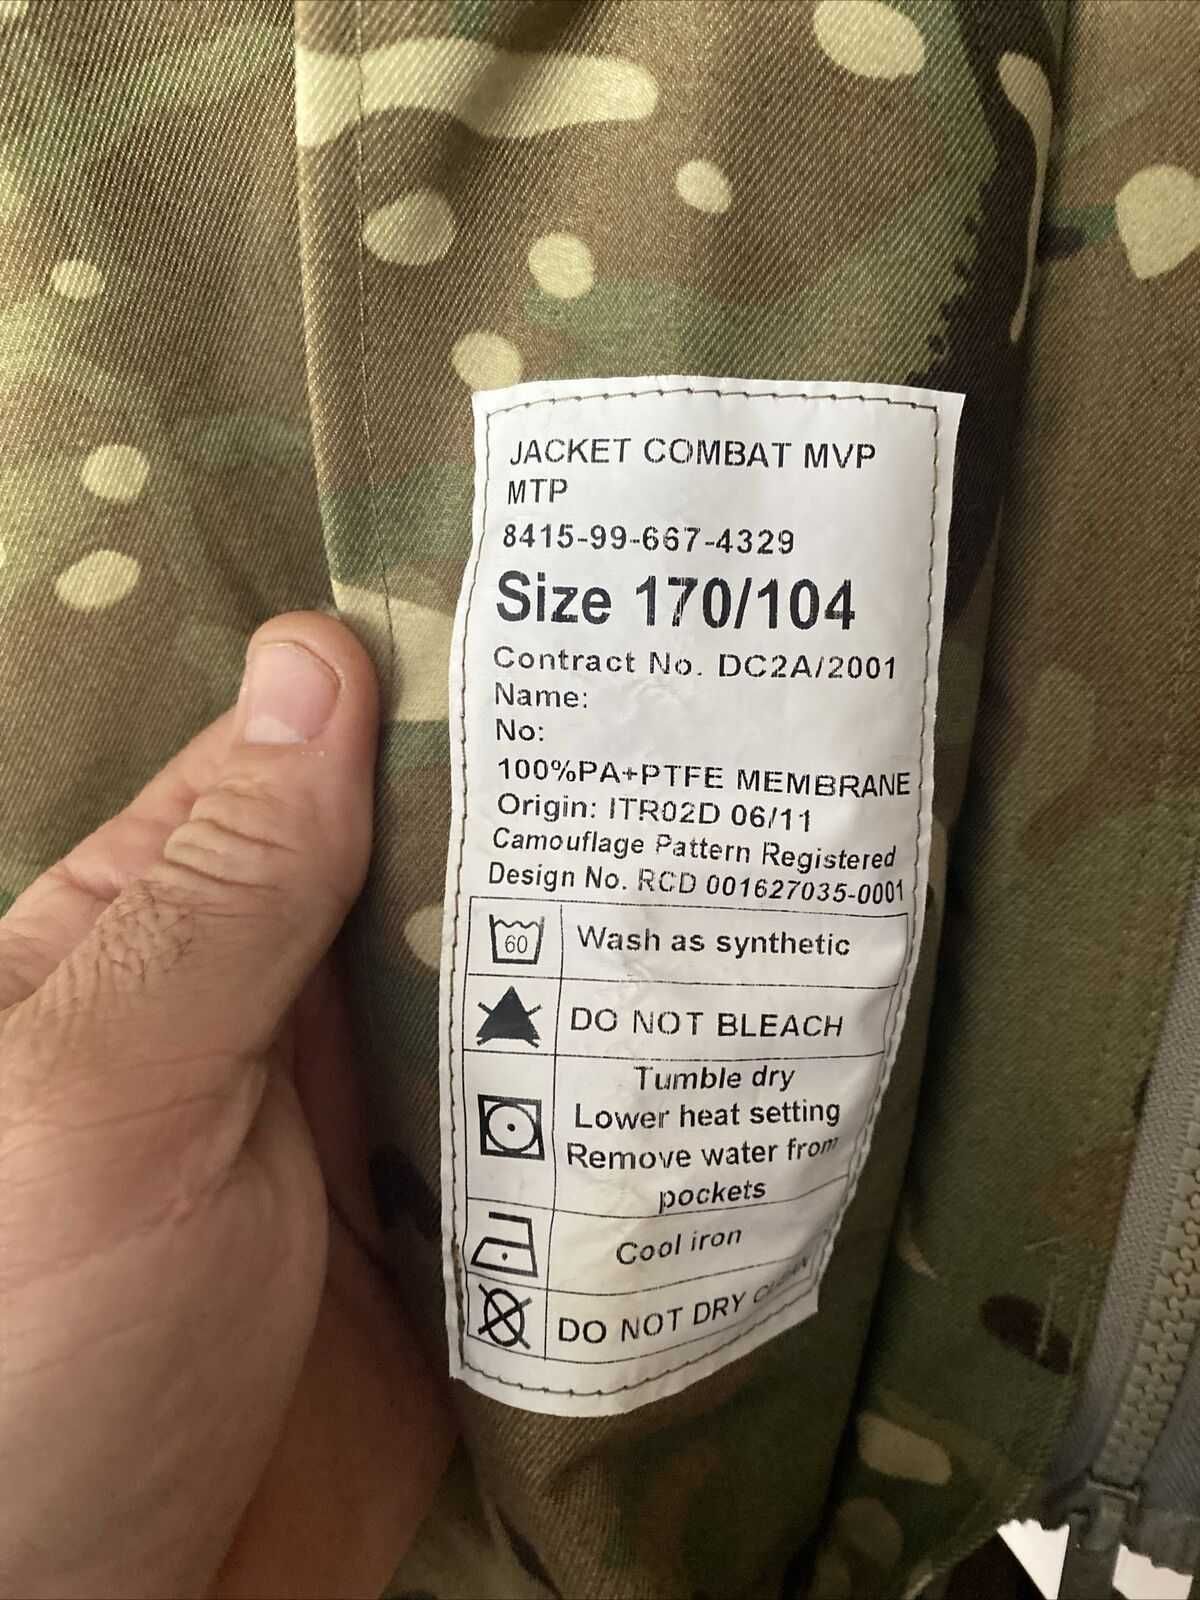 JACKET COMBAT MVP
MTP
8415-99-667-4329
Size 170/104
Contract No. DC2A/2001
Name:
No:
100%PA+PTFE MEMBRANE
Origin: ITR02D 06/11
Camouflage Pattern Registered
Design No. RCD 001627035-0001
60 Wash as synthetic
DO NOT BLEACH
Tumble dry
Lower heat setting
Remove water from
pockets
Cool iron
DO NOT DRY CLEAN